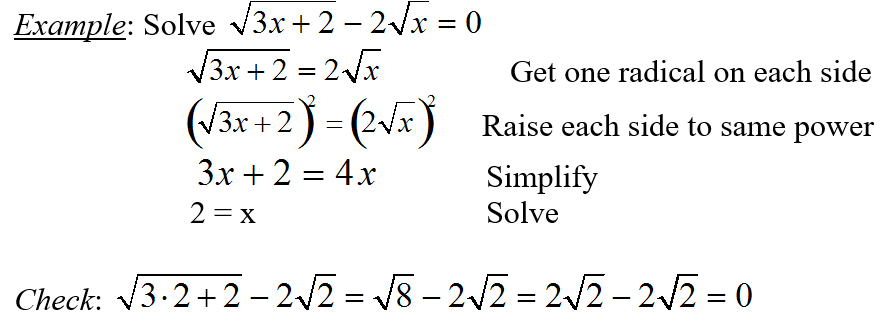 Example: Solve √(3x + 2) − 2√x = 0
√(3x + 2) = 2√x Get one radical on each side
(√(3x + 2))² = (2√x)² Raise each side to same power
3x + 2 = 4x Simplify
2 = x Solve
Check: √(3·2 + 2) − 2√2 = √8 − 2√2 = 2√2 − 2√2 = 0